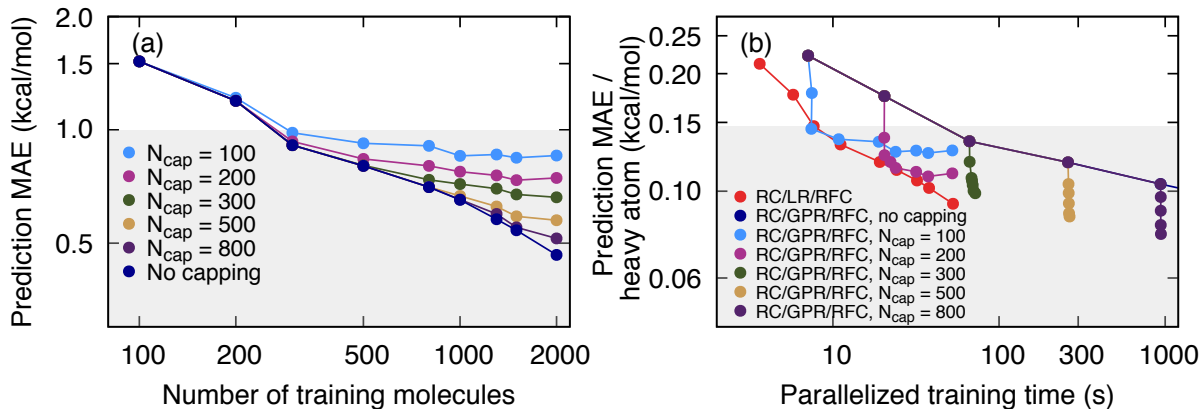 (a)
Prediction MAE (kcal/mol)
2.0
1.5
1.0
0.5
N_cap = 100
N_cap = 200
N_cap = 300
N_cap = 500
N_cap = 800
No capping
100 200 500 1000 2000
Number of training molecules
(b)
Prediction MAE /
heavy atom (kcal/mol)
0.25
0.20
0.15
0.10
0.06
RC/LR/RFC
RC/GPR/RFC, no capping
RC/GPR/RFC, N_cap = 100
RC/GPR/RFC, N_cap = 200
RC/GPR/RFC, N_cap = 300
RC/GPR/RFC, N_cap = 500
RC/GPR/RFC, N_cap = 800
10 100 300 1000
Parallelized training time (s)